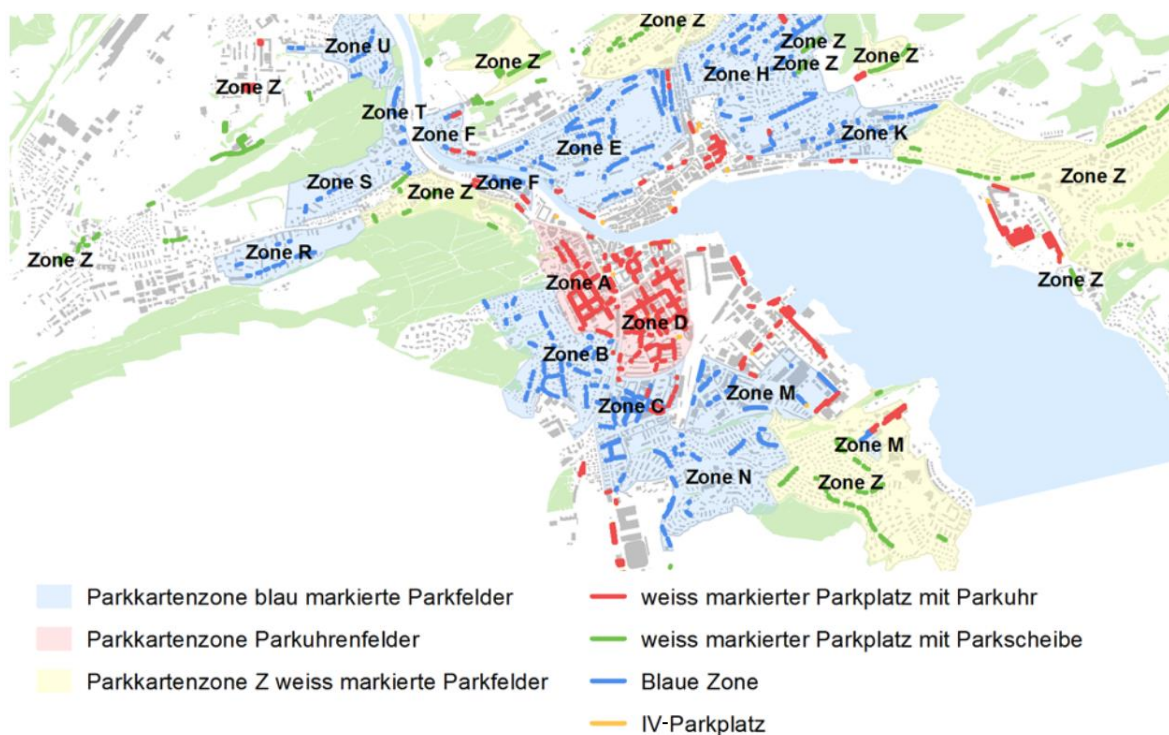 Zone Z
Zone U
Zone Z
Zone Z
Zone Z
Zone Z
Zone H
Zone Z
Zone T
Zone F
Zone K
Zone E
Zone S
Zone Z
Zone F
Zone Z
Zone R
Zone Z
Zone A
Zone Z
Zone D
Zone B
Zone M
Zone C
Zone M
Zone N
Zone Z
Parkkartenzone blau markierte Parkfelder
Parkkartenzone Parkuhrenfelder
Parkkartenzone Z weiss markierte Parkfelder
weiss markierter Parkplatz mit Parkuhr
weiss markierter Parkplatz mit Parkscheibe
Blaue Zone
IV-Parkplatz